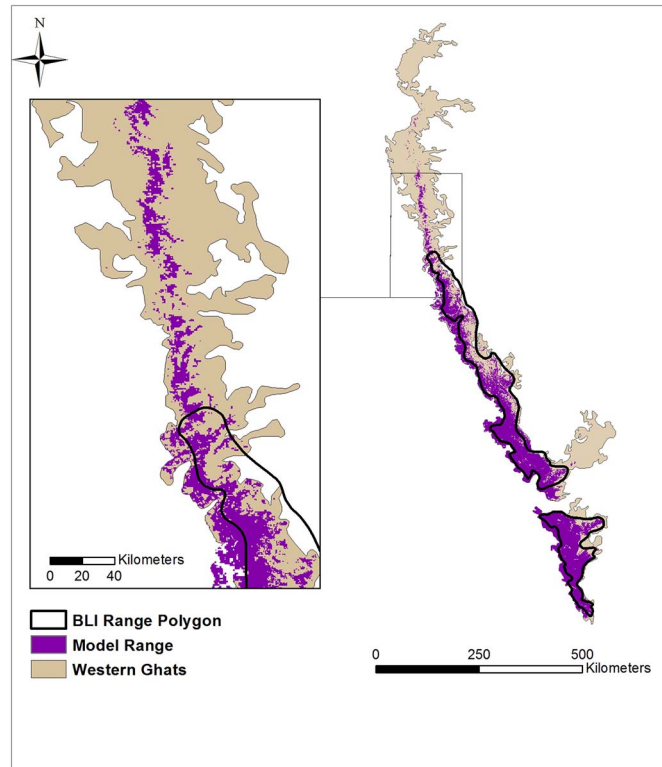 N
0 20 40 Kilometers
BLI Range Polygon
Model Range
Western Ghats
0 250 500
Kilometers